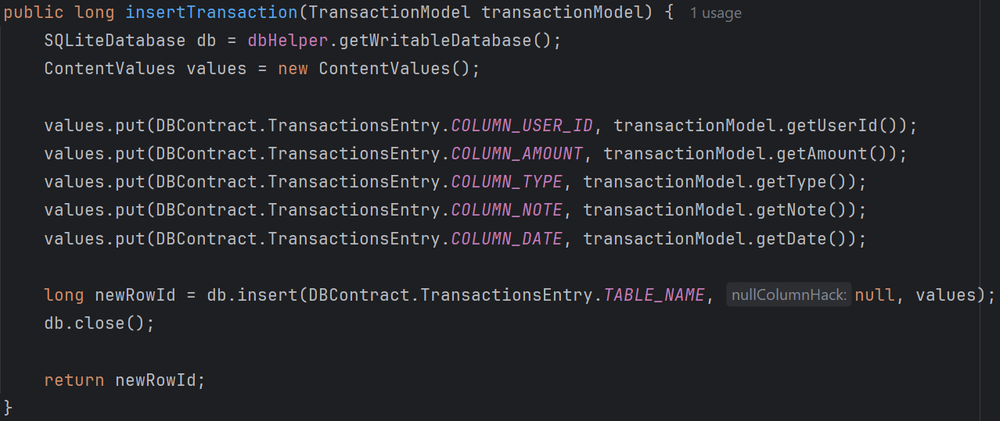 public long insertTransaction(TransactionModel transactionModel) { 1 usage
    SQLiteDatabase db = dbHelper.getWritableDatabase();
    ContentValues values = new ContentValues();

    values.put(DBContract.TransactionsEntry.COLUMN_USER_ID, transactionModel.getUserId());
    values.put(DBContract.TransactionsEntry.COLUMN_AMOUNT, transactionModel.getAmount());
    values.put(DBContract.TransactionsEntry.COLUMN_TYPE, transactionModel.getType());
    values.put(DBContract.TransactionsEntry.COLUMN_NOTE, transactionModel.getNote());
    values.put(DBContract.TransactionsEntry.COLUMN_DATE, transactionModel.getDate());

    long newRowId = db.insert(DBContract.TransactionsEntry.TABLE_NAME, nullColumnHack: null, values);
    db.close();

    return newRowId;
}